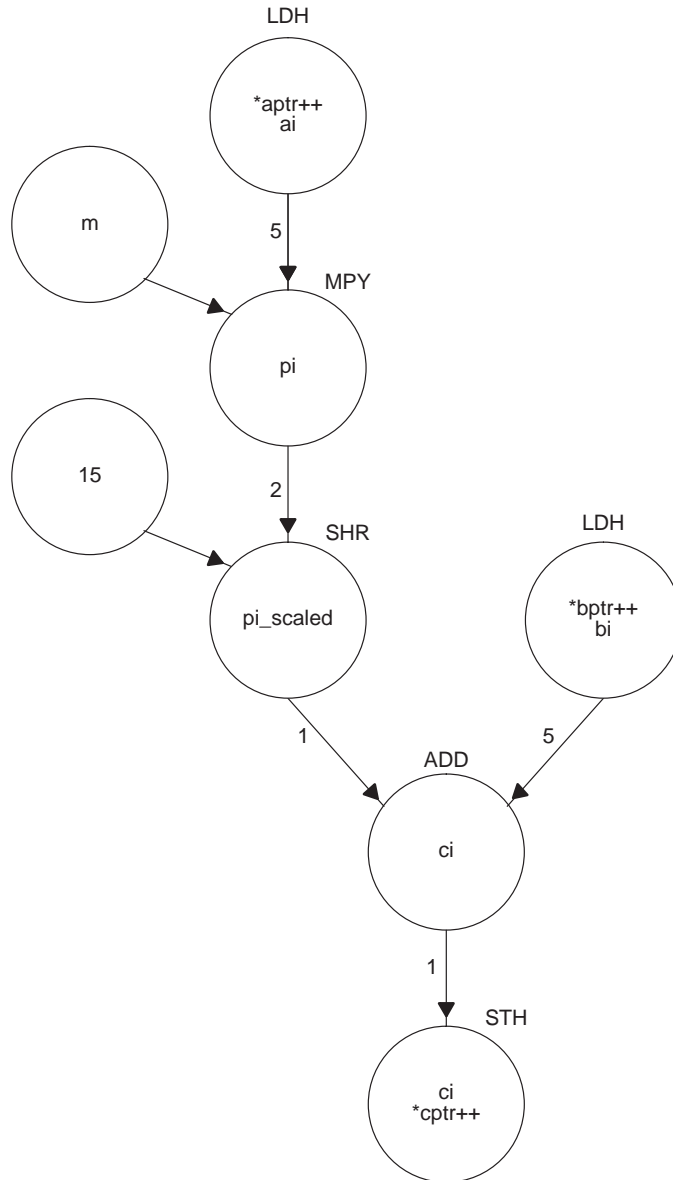 LDH
*aptr++
ai
m
5
MPY
pi
15
2
SHR
LDH
pi_scaled
*bptr++
bi
1
5
ADD
ci
1
STH
ci
*cptr++